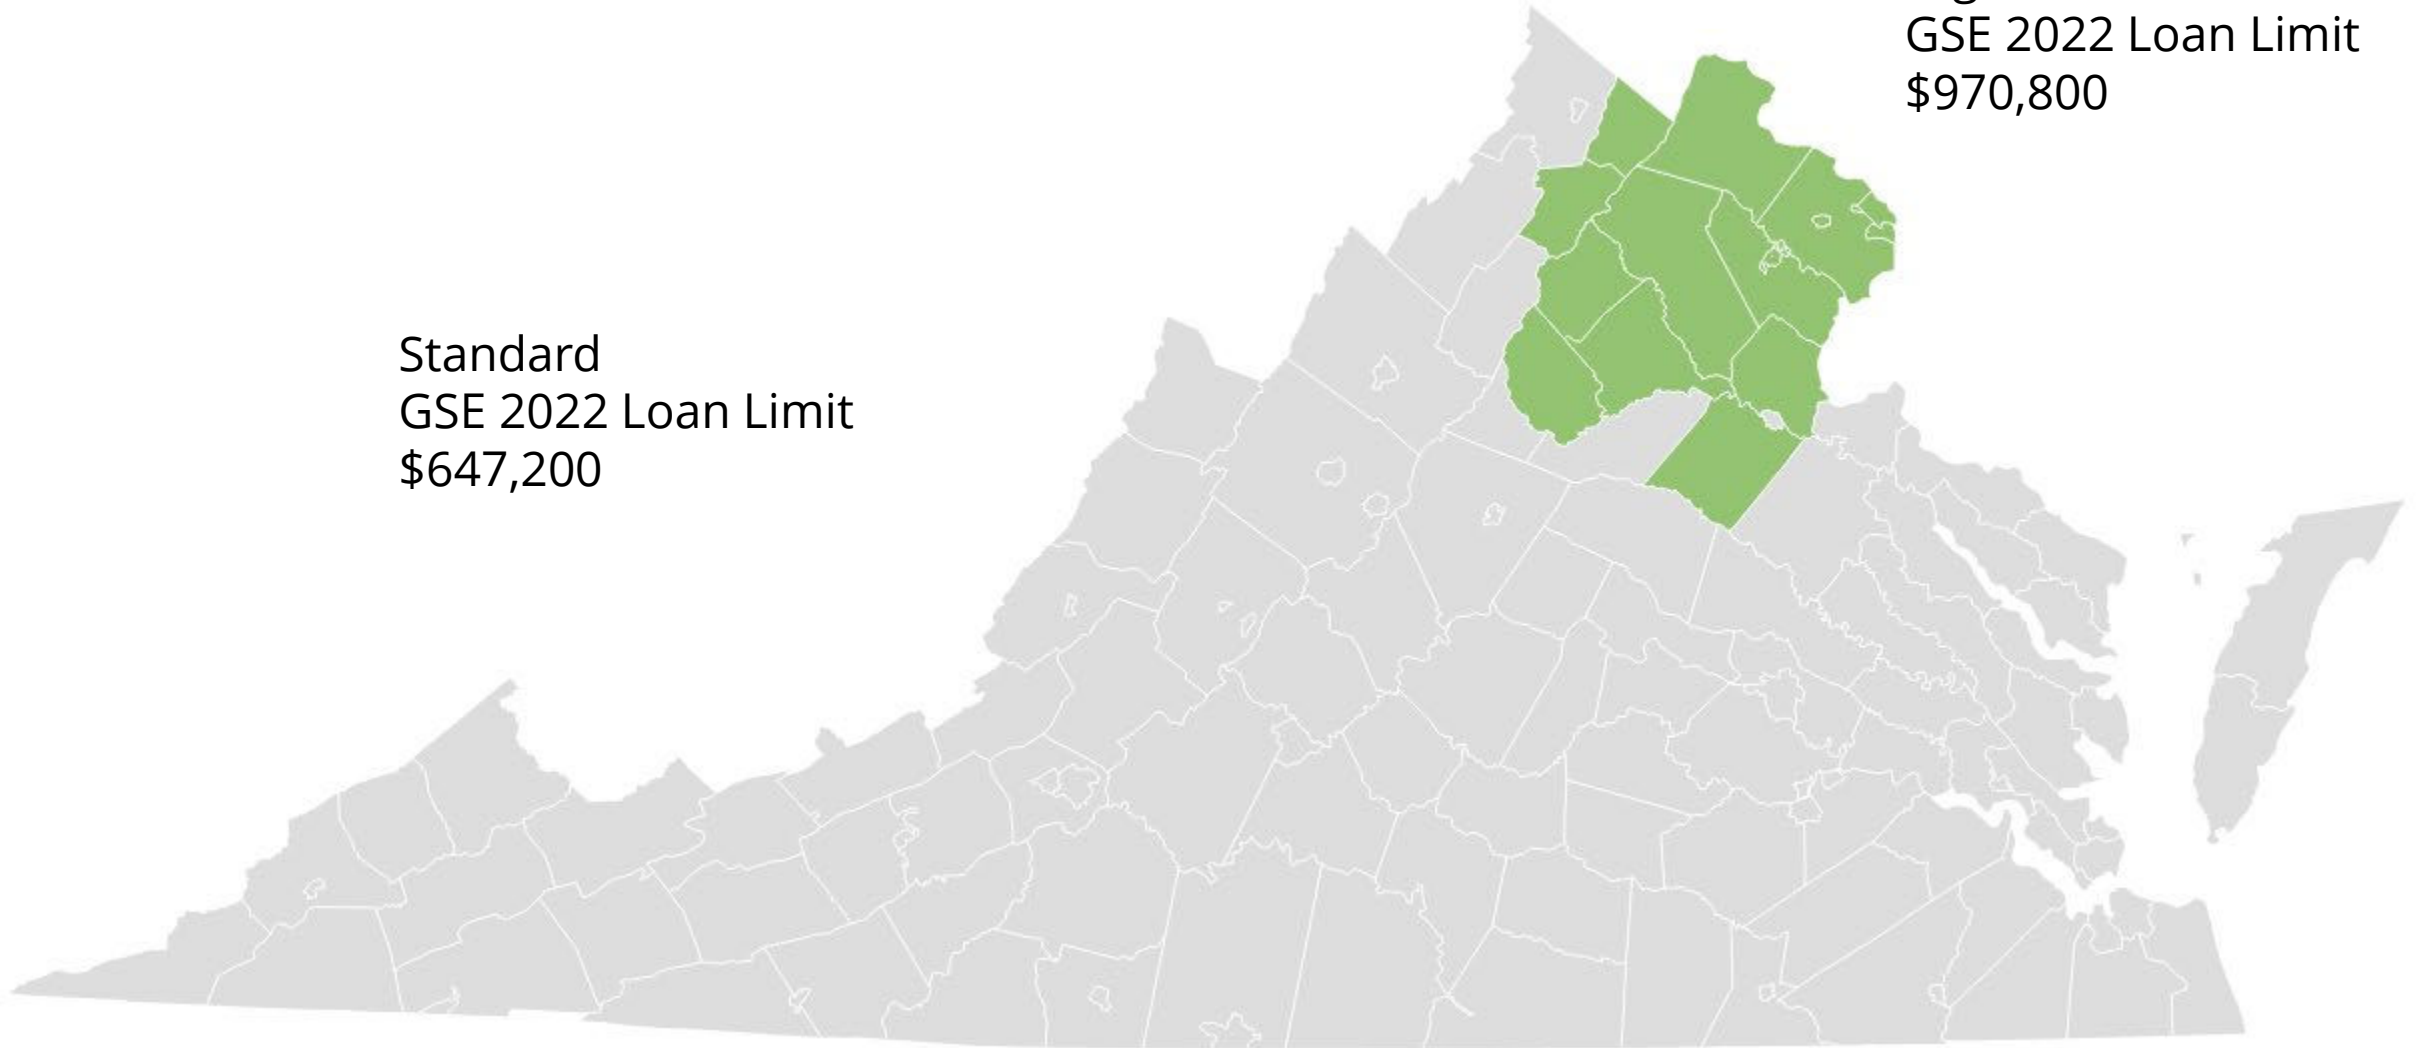 GSE 2022 Loan Limit
$970,800
Standard
GSE 2022 Loan Limit
$647,200